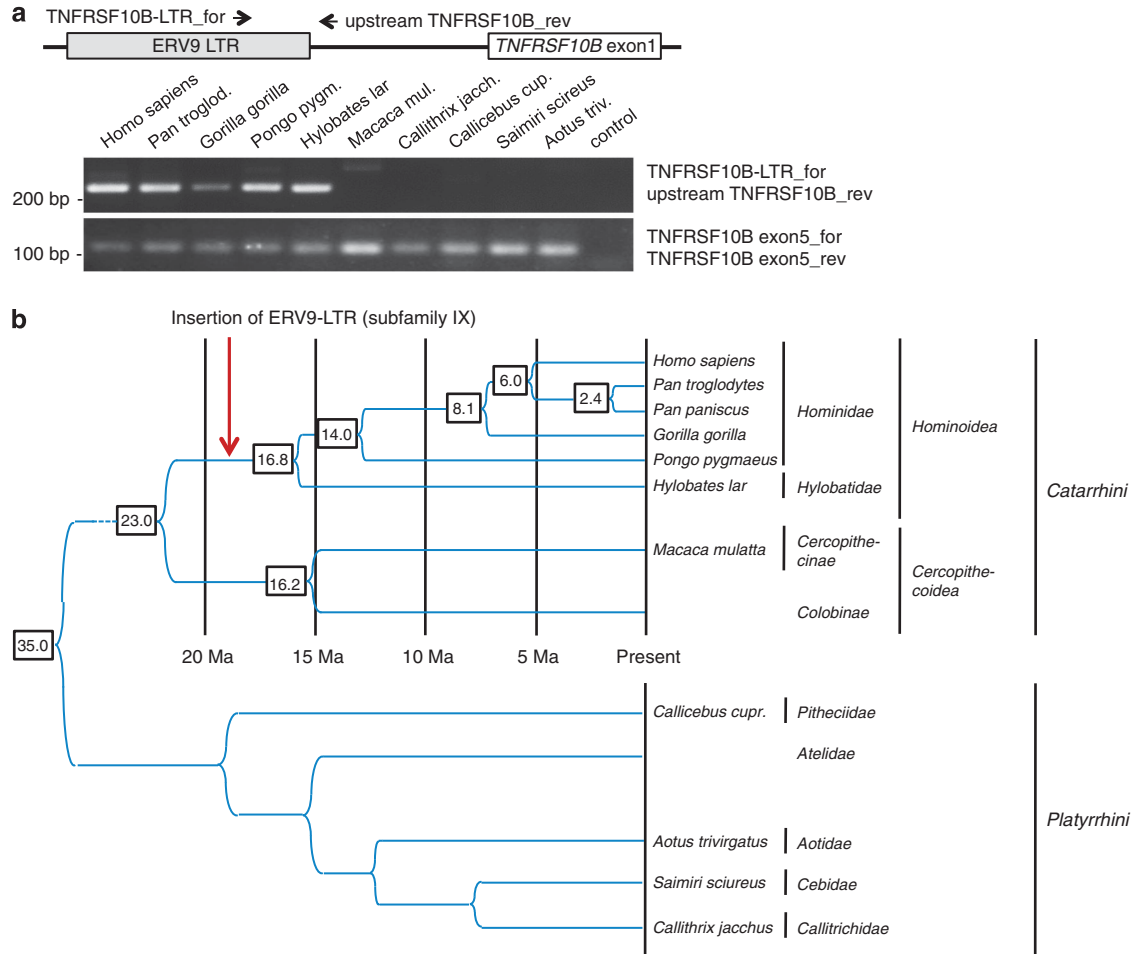 a
TNFRSF10B-LTR_for
upstream TNFRSF10B_rev
ERV9 LTR
TNFRSF10B exon1
Homo sapiens
Pan troglod.
Gorilla gorilla
Pongo pygm.
Hylobates lar
Macaca mul.
Callithrix jacch.
Callicebus cup.
Saimiri scireus
Aotus triv.
control
200 bp -
TNFRSF10B-LTR_for
upstream TNFRSF10B_rev
100 bp -
TNFRSF10B exon5_for
TNFRSF10B exon5_rev
b
Insertion of ERV9-LTR (subfamily IX)
Homo sapiens
6.0
Pan troglodytes
2.4
8.1
Pan paniscus
Hominidae
Hominoidea
14.0
Gorilla gorilla
16.8
Pongo pygmaeus
Hylobates lar
Hylobatidae
Catarrhini
23.0
Macaca mulatta
Cercopithe-
cinae
16.2
Cercopithe-
coidea
Colobinae
35.0
20 Ma
15 Ma
10 Ma
5 Ma
Present
Callicebus cupr.
Pitheciidae
Atelidae
Platyrrhini
Aotus trivirgatus
Aotidae
Saimiri sciureus
Cebidae
Callithrix jacchus
Callitrichidae